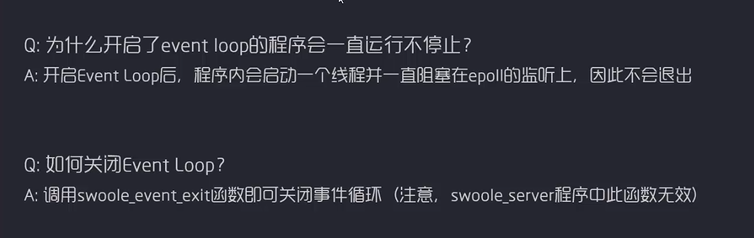 Q: 为什么开启了event loop的程序会一直运行不停止？
A: 开启Event Loop后，程序内会启动一个线程并一直阻塞在epoll的监听上，因此不会退出
Q: 如何关闭Event Loop？
A: 调用swoole_event_exit函数即可关闭事件循环（注意，swoole_server程序中此函数无效）